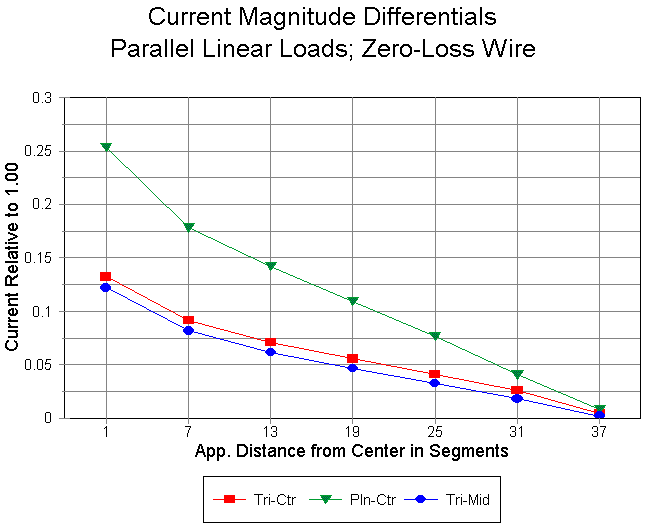 Current Magnitude Differentials
Parallel Linear Loads; Zero-Loss Wire
Current Relative to 1.00
0.3
0.25
0.2
0.15
0.1
0.05
0
1 7 13 19 25 31 37
App. Distance from Center in Segments
Tri-Ctr Pln-Ctr Tri-Mid